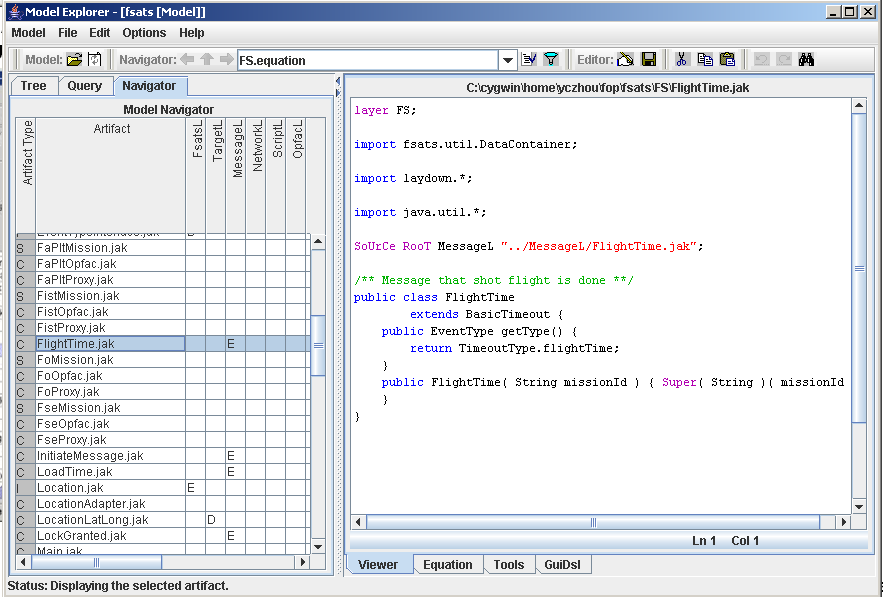 Model Explorer - [fsats [Model]]
Model File Edit Options Help
Model: Navigator: FS.equation Editor:
Tree Query Navigator
Model Navigator
Artifact Type Artifact FsatsL TargetL MessageL NetworkL ScriptL OpfacL
S FaPltMission.jak
C FaPltOpfac.jak
C FaPltProxy.jak
S FistMission.jak
C FistOpfac.jak
C FistProxy.jak
C FlightTime.jak E
S FoMission.jak
C FoOpfac.jak
C FoProxy.jak
S FseMission.jak
C FseOpfac.jak
C FseProxy.jak
C InitiateMessage.jak E
C LoadTime.jak E
I Location.jak E
C LocationAdapter.jak
C LocationLatLong.jak D
C LockGranted.jak E
C Main.jak
C:\cygwin\home\yczhou\fop\fsats\FS\FlightTime.jak
layer FS;
import fsats.util.DataContainer;
import laydown.*;
import java.util.*;
SoUrCe RooT MessageL "../MessageL/FlightTime.jak";
/** Message that shot flight is done **/
public class FlightTime
extends BasicTimeout {
public EventType getType() {
return TimeoutType.flightTime;
}
public FlightTime( String missionId ) { Super( String )( missionId
}
}
Ln 1 Col 1
Viewer Equation Tools GuiDsl
Status: Displaying the selected artifact.